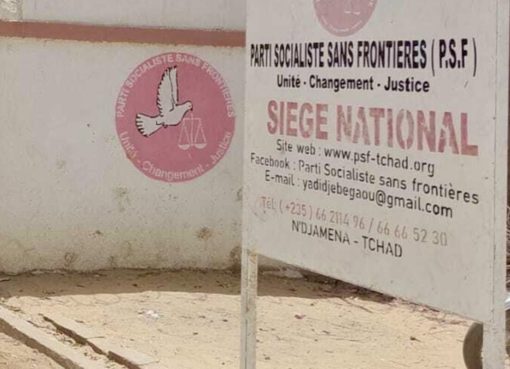 PARTI SOCIALISTE SANS FRONTIERES
Unité - Changement - Justice
PARTI SOCIALISTE SANS FRONTIERES ( P.S.F )
Unité - Changement - Justice
SIEGE NATIONAL
Site web : www.psf-tchad.org
Facebook : Parti Socialiste sans frontières
E-mail : yadidjebegaou@gmail.com
Tél: ( +235 ) 66 21 14 96 / 66 66 52 30
N'DJAMENA - TCHAD